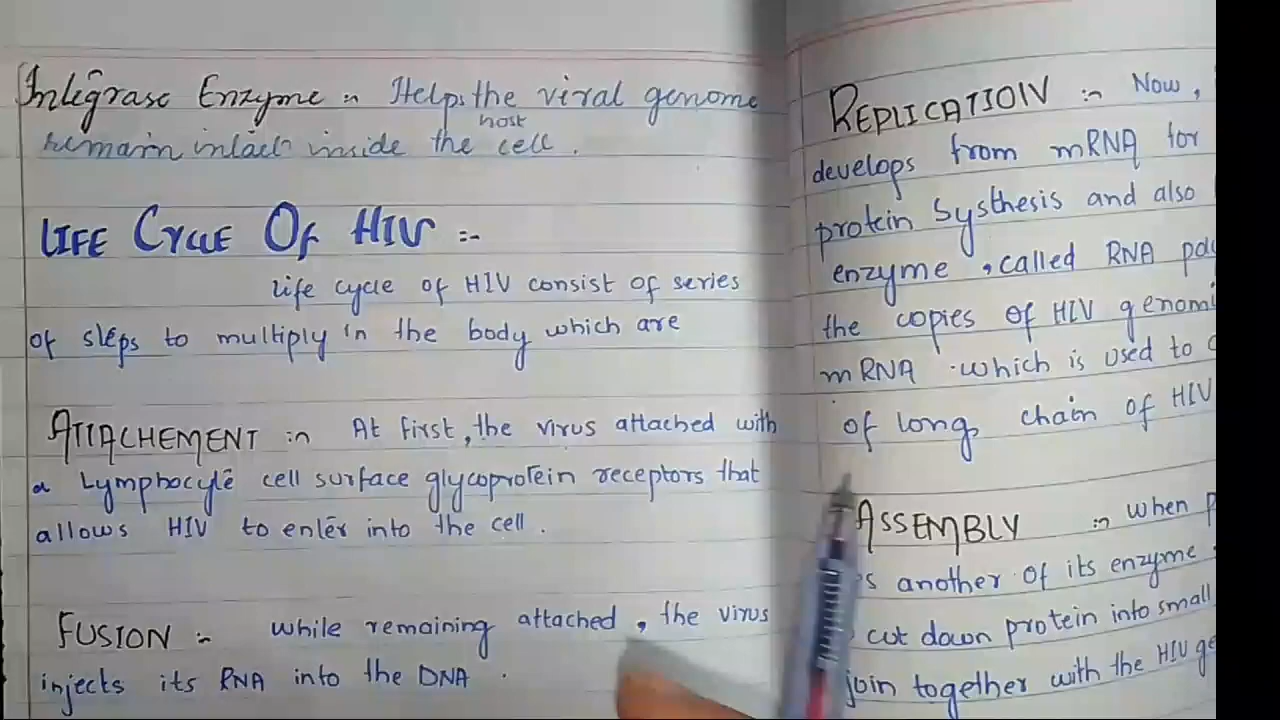 Integrase Enzyme :- Helps the viral genome
remain intact inside the host cell.
LIFE CYCLE OF HIV :-
life cycle of HIV consist of series
of steps to multiply in the body which are
ATTACHEMENT :- At first, the virus attached with
a Lymphocyte cell surface glycoprotein receptors that
allows HIV to enter into the cell.
FUSION :- while remaining attached, the virus
injects its RNA into the DNA.
REPLICATION :- Now,
develops from mRNA for
protein Systhesis and also
enzyme, called RNA
the copies of HIV
mRNA which is used to
of long chain of HIV
ASSEMBLY :- when
another of its enzyme
cut down protein into small
join together with the HIV